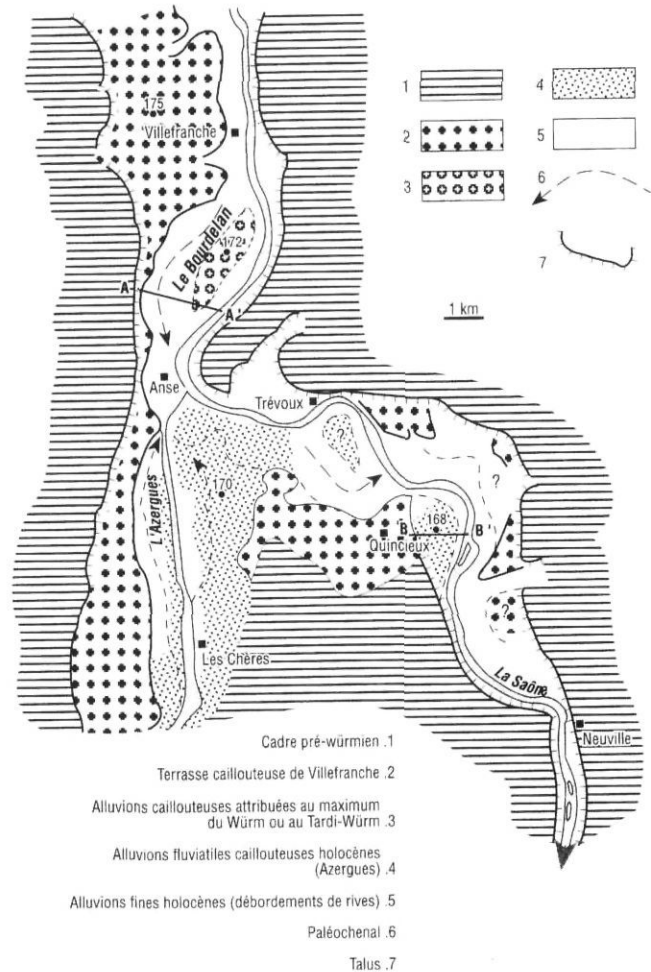 175
Villefranche
Le Bourdelan
172
A
A'
Anse
Trévoux
?
L'Azergues
170
?
B
168
B'
Quincieux
?
Les Chères
La Saône
Neuville
1
2
3
4
5
6
7
1 km
Cadre pré-würmien .1
Terrasse caillouteuse de Villefranche .2
Alluvions caillouteuses attribuées au maximum
du Würm ou au Tardi-Würm .3
Alluvions fluviatiles caillouteuses holocènes
(Azergues) .4
Alluvions fines holocènes (débordements de rives) .5
Paléochenal .6
Talus .7